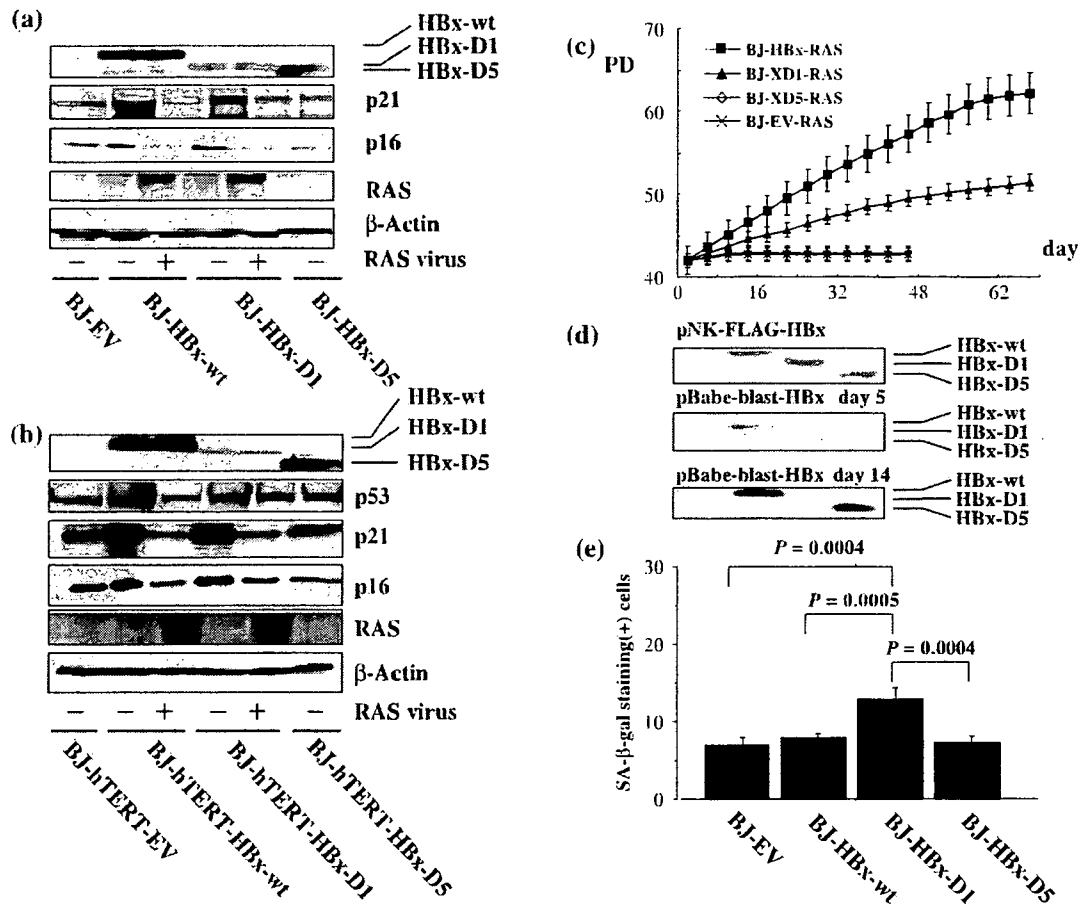 (a)
HBx-wt
HBx-D1
HBx-D5
p21
p16
RAS
β-Actin
− − + − + − RAS virus
BJ-EV
BJ-HBx-wt
BJ-HBx-D1
BJ-HBx-D5
(b)
HBx-wt
HBx-D1
HBx-D5
p53
p21
p16
RAS
β-Actin
− − + − + − RAS virus
BJ-hTERT-EV
BJ-hTERT-HBx-wt
BJ-hTERT-HBx-D1
BJ-hTERT-HBx-D5
(c)
PD
70
60
50
40
BJ-HBx-RAS
BJ-XD1-RAS
BJ-XD5-RAS
BJ-EV-RAS
day
0 16 32 48 62
(d)
pNK-FLAG-HBx
HBx-wt
HBx-D1
HBx-D5
pBabe-blast-HBx day 5
HBx-wt
HBx-D1
HBx-D5
pBabe-blast-HBx day 14
HBx-wt
HBx-D1
HBx-D5
(e)
P = 0.0004
P = 0.0005
P = 0.0004
SA-β-gal staining(+) cells
30
20
10
0
BJ-EV
BJ-HBx-wt
BJ-HBx-D1
BJ-HBx-D5